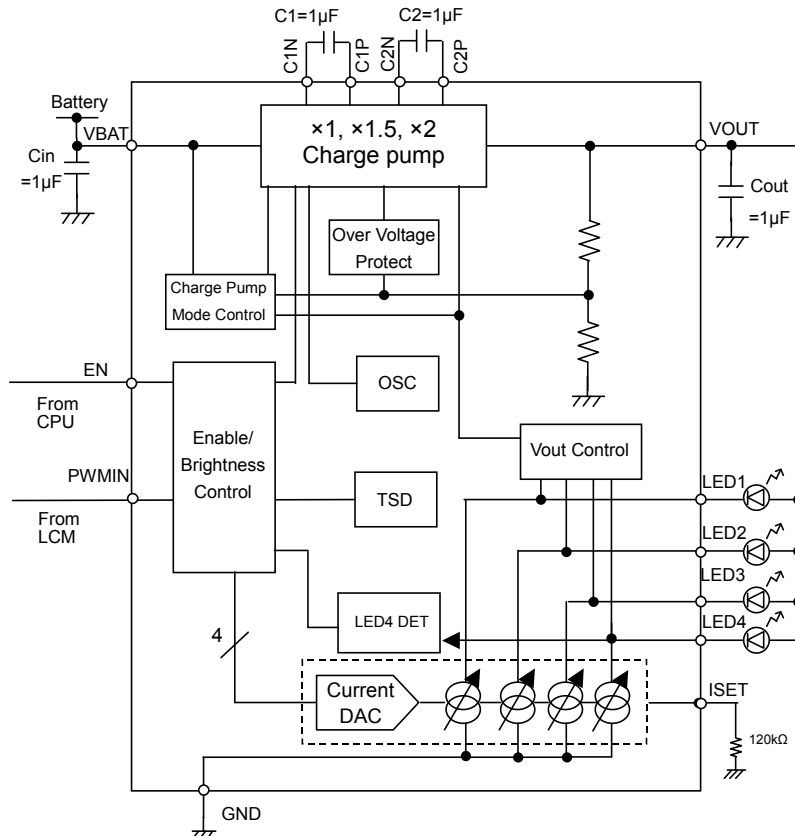 C1=1μF
C2=1μF
C1N
C1P
C2N
C2P
Battery
VBAT
×1, ×1.5, ×2
Charge pump
VOUT
Cin
=1μF
Cout
=1μF
Over Voltage
Protect
Charge Pump
Mode Control
EN
From
CPU
OSC
Enable/
Brightness
Control
Vout Control
PWMIN
From
LCM
TSD
LED1
LED2
LED3
LED4
LED4 DET
4
Current
DAC
ISET
120kΩ
GND